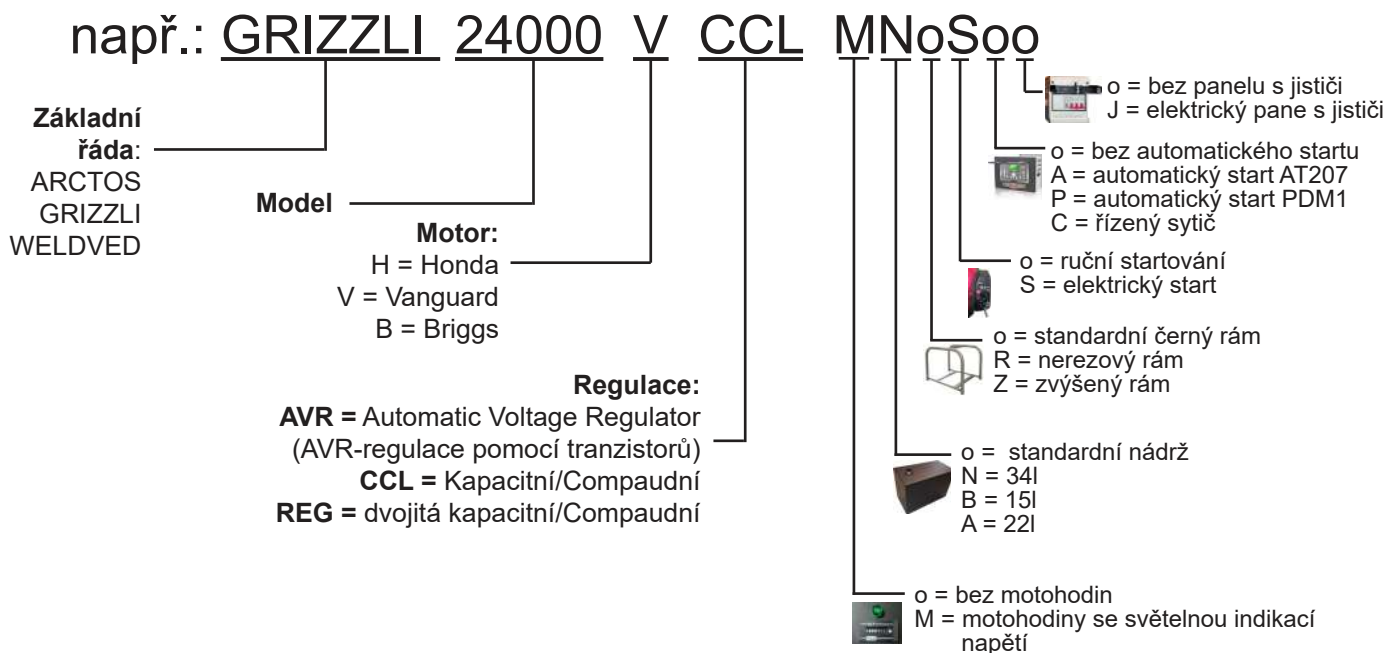 např.: GRIZZLI 24000 V CCL MNoSoo
Základní
řáda:
ARCTOS
GRIZZLI
WELDVED
Model
Motor:
H = Honda
V = Vanguard
B = Briggs
Regulace:
AVR = Automatic Voltage Regulator
(AVR-regulace pomocí tranzistorů)
CCL = Kapacitní/Compaudní
REG = dvojitá kapacitní/Compaudní
o = bez panelu s jističi
J = elektrický pane s jističi
o = bez automatického startu
A = automatický start AT207
P = automatický start PDM1
C = řízený sytič
o = ruční startování
S = elektrický start
o = standardní černý rám
R = nerezový rám
Z = zvýšený rám
o = standardní nádrž
N = 34l
B = 15l
A = 22l
o = bez motohodin
M = motohodiny se světelnou indikací
napětí